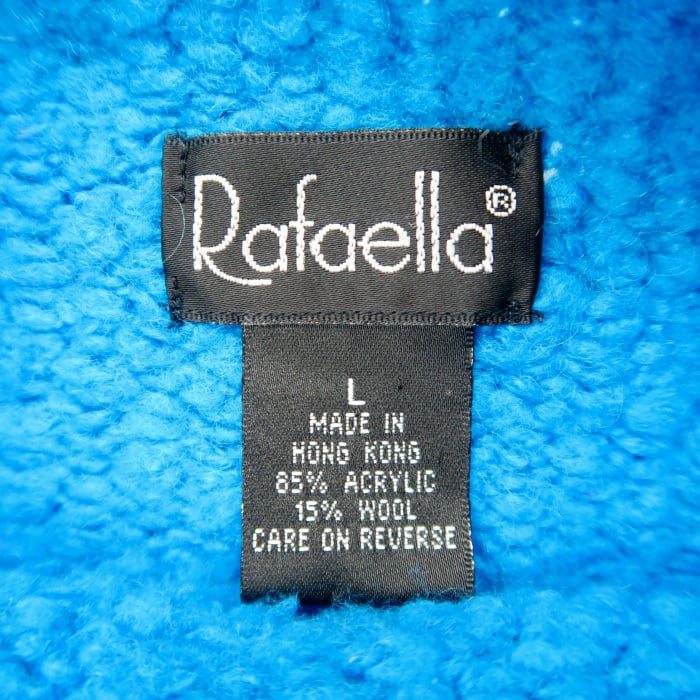 Rafaella®
L
MADE IN
HONG KONG
85% ACRYLIC
15% WOOL
CARE ON REVERSE